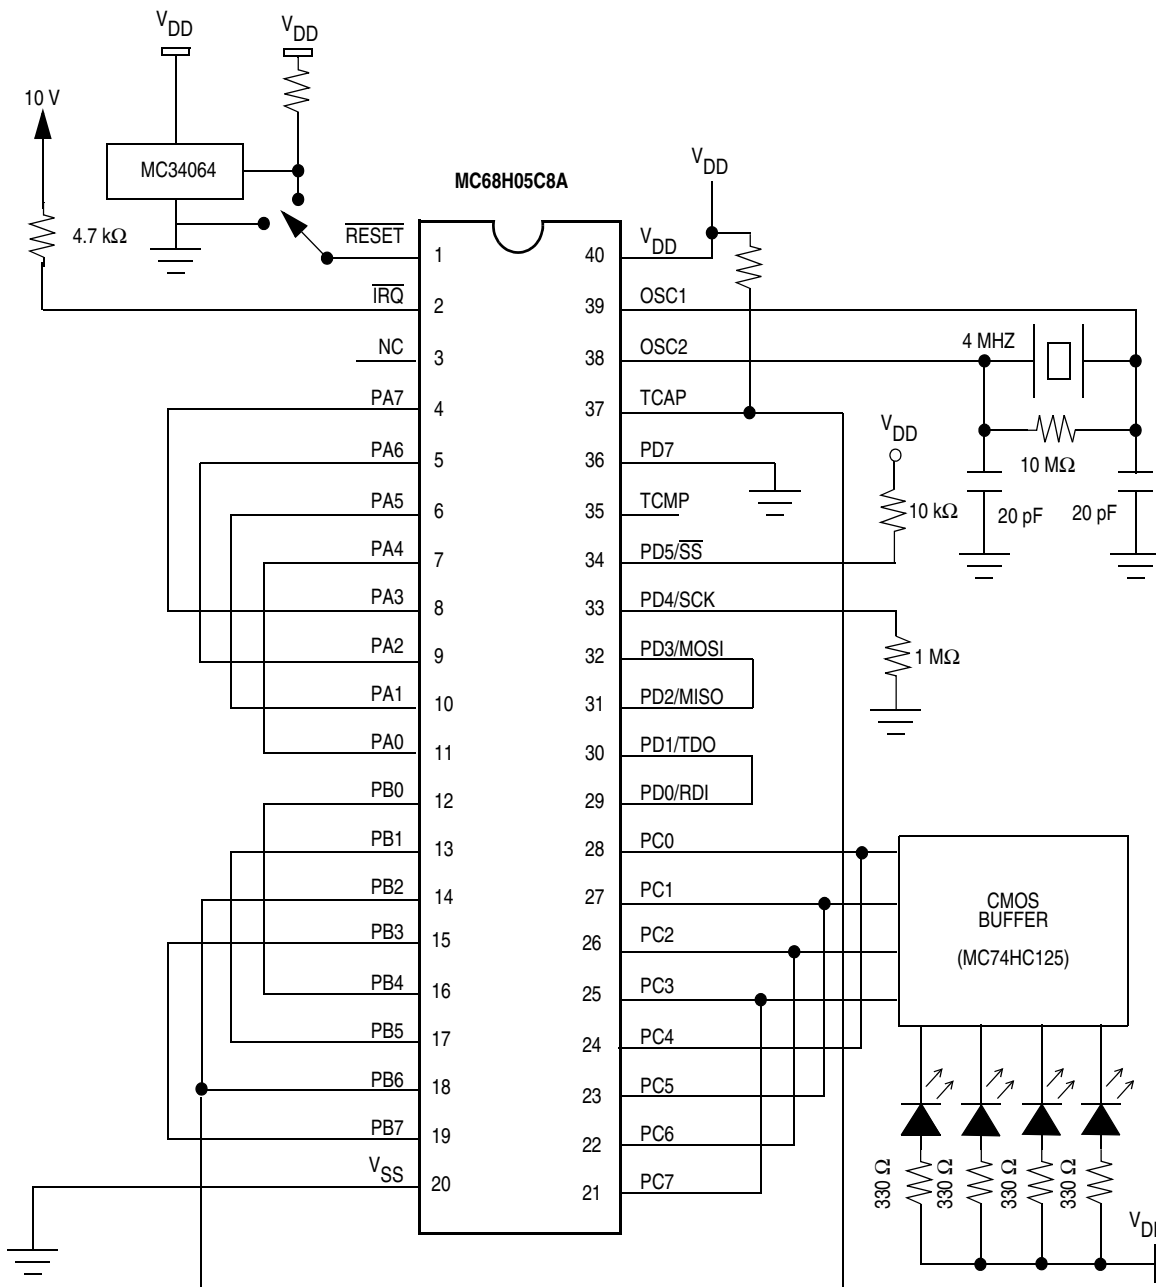 VDD
VDD
10 V
MC34064
4.7 kΩ
MC68H05C8A
VDD
RESET
1
40
VDD
IRQ
2
39
OSC1
NC
3
38
OSC2
4 MHZ
PA7
4
37
TCAP
VDD
PA6
5
36
PD7
10 MΩ
PA5
6
35
TCMP
10 kΩ
20 pF
20 pF
PA4
7
34
PD5/SS
PA3
8
33
PD4/SCK
PA2
9
32
PD3/MOSI
1 MΩ
PA1
10
31
PD2/MISO
PA0
11
30
PD1/TDO
PB0
12
29
PD0/RDI
PB1
13
28
PC0
PB2
14
27
PC1
CMOS
BUFFER
(MC74HC125)
PB3
15
26
PC2
PB4
16
25
PC3
PB5
17
24
PC4
PB6
18
23
PC5
PB7
19
22
PC6
VSS
20
21
PC7
330 Ω
330 Ω
330 Ω
330 Ω